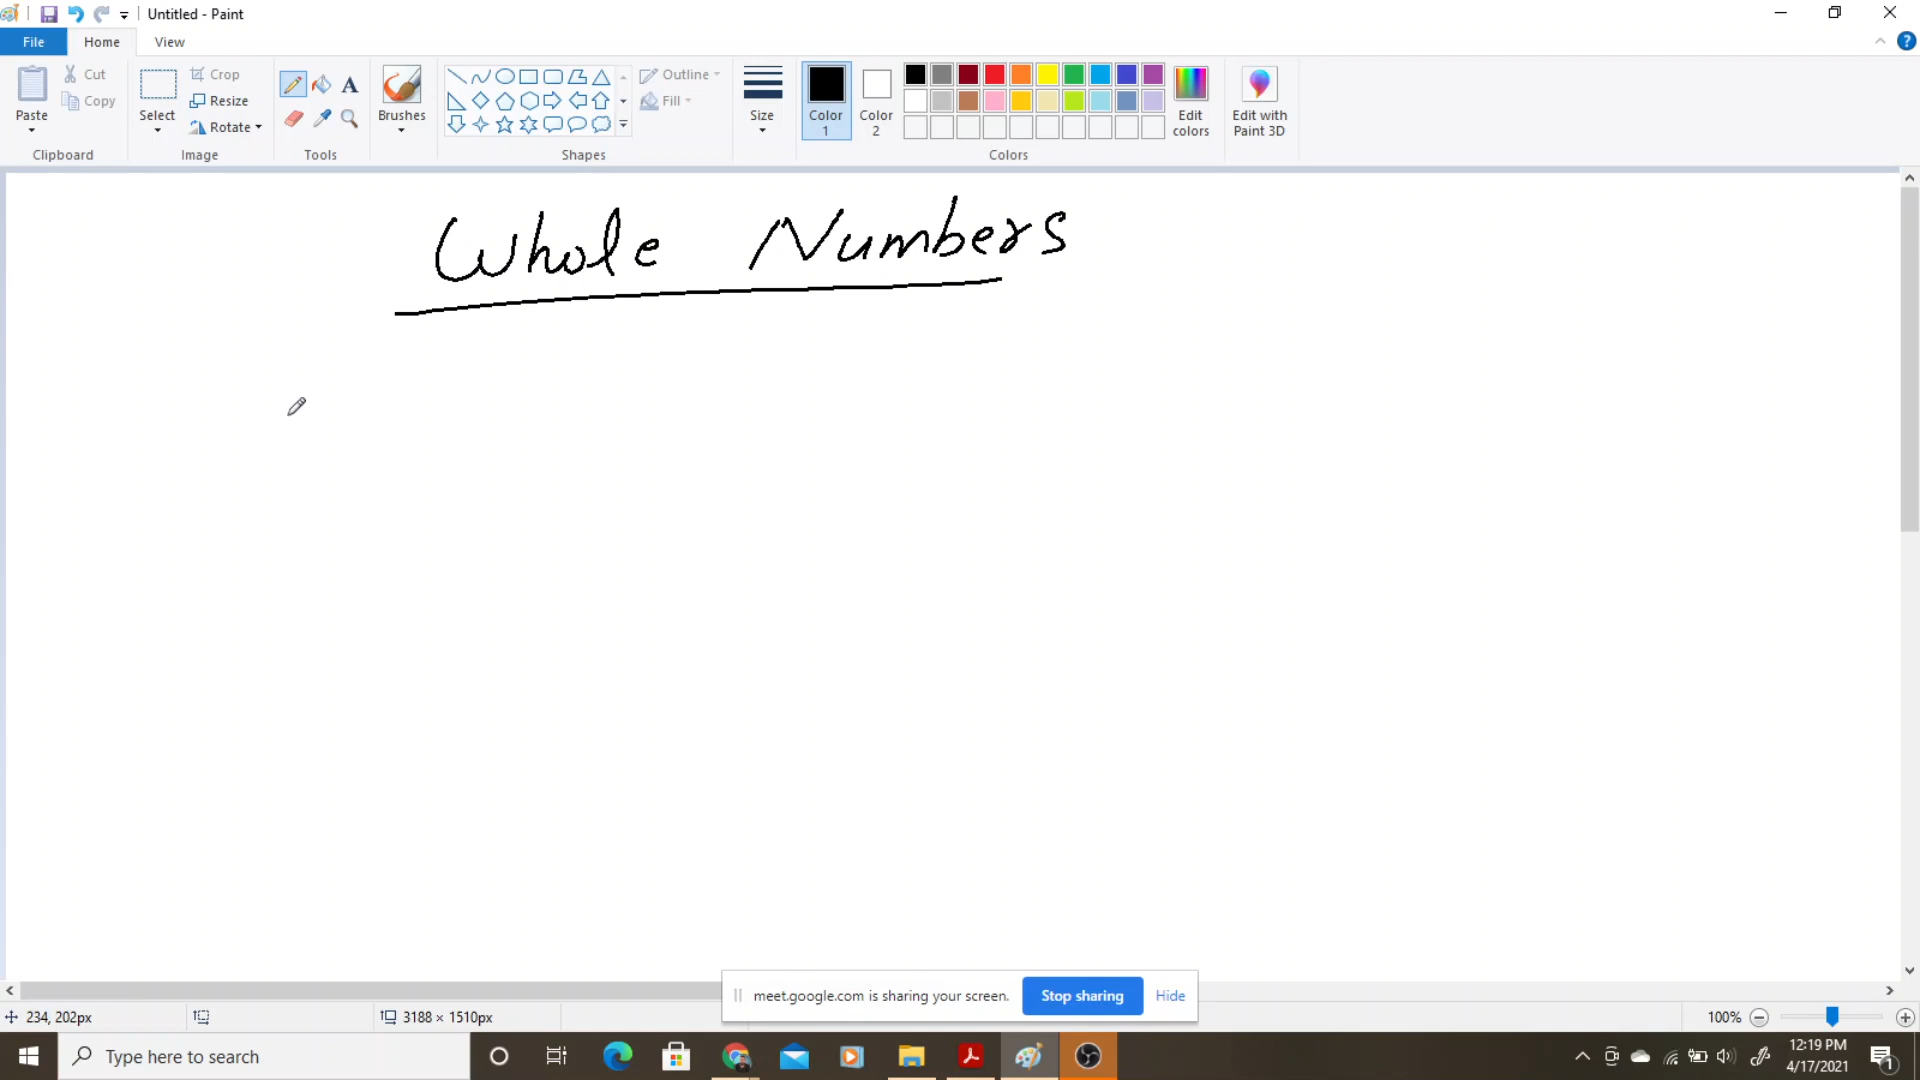 Untitled - Paint
File Home View
Cut Crop Outline
Copy Resize Fill
Paste Select Rotate Brushes Size Color 1 Color 2 Edit colors Edit with Paint 3D
Clipboard Image Tools Shapes Colors
Whole Numbers
meet.google.com is sharing your screen. Stop sharing Hide
234, 202px 3188 × 1510px 100%
Type here to search 12:19 PM
4/17/2021 1